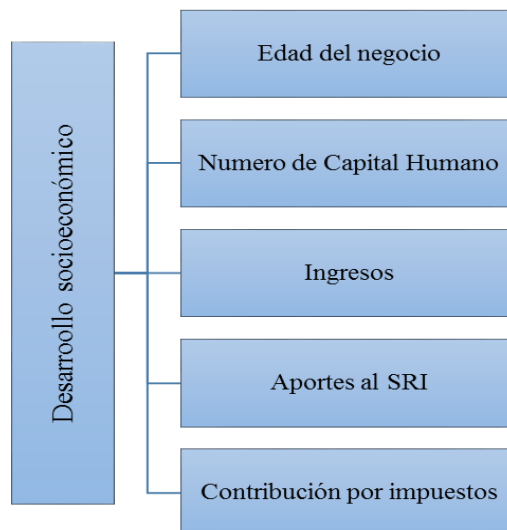 Desarroollo socioeconómico
Edad del negocio
Numero de Capital Humano
Ingresos
Aportes al SRI
Contribución por impuestos